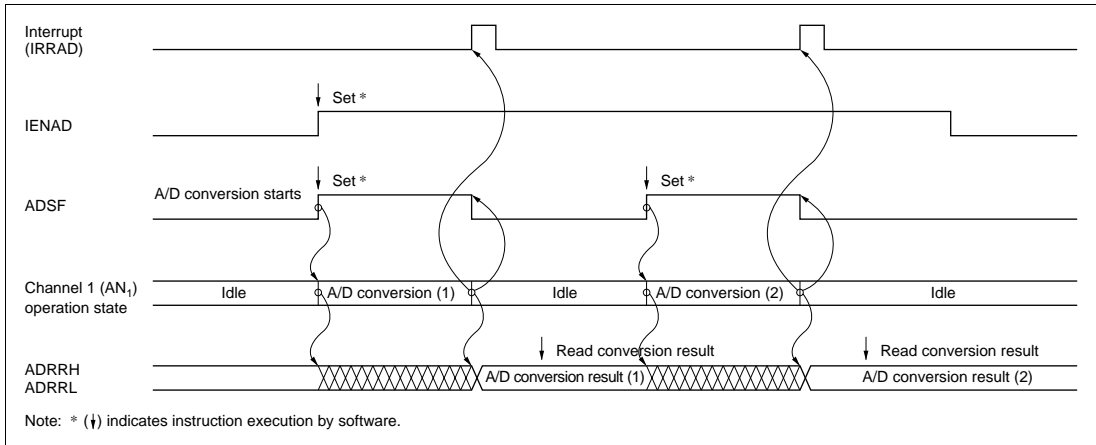 Interrupt
(IRRAD)
Set *
IENAD
Set *
Set *
A/D conversion starts
ADSF
Channel 1 (AN1)
operation state
Idle
A/D conversion (1)
Idle
A/D conversion (2)
Idle
Read conversion result
Read conversion result
ADRRH
ADRRL
A/D conversion result (1)
A/D conversion result (2)
Note: * (↓) indicates instruction execution by software.